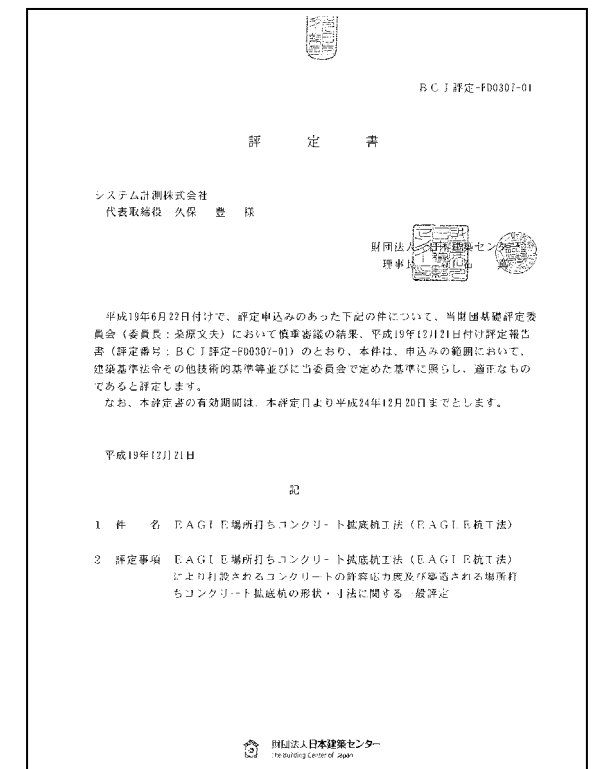 BCJ評定-FD0307-01
評 定 書
システム計測株式会社
代表取締役 久保 豊 様
財団法人 日本建築センター
理事長
平成19年6月22日付けで、評定申込みのあった下記の件について、当財団基礎評定委
員会（委員長：桑原文夫）において慎重審議の結果、平成19年12月21日付け評定報告
書（評定番号：BCJ評定-FD0307-01）のとおり、本件は、申込みの範囲において、
建築基準法令その他技術的基準等並びに当委員会で定めた基準に照らし、適正なもの
であると評定します。
なお、本評定書の有効期間は、本評定日より平成24年12月20日までとします。
平成19年12月21日
記
1 件 名 EAGLE場所打ちコンクリート拡底杭工法（EAGLE杭工法）
2 評定事項 EAGLE場所打ちコンクリート拡底杭工法（EAGLE杭工法）
により打設されるコンクリートの許容応力度及び築造される場所打
ちコンクリート拡底杭の形状・寸法に関する一般評定
財団法人日本建築センター
The Building Center of Japan